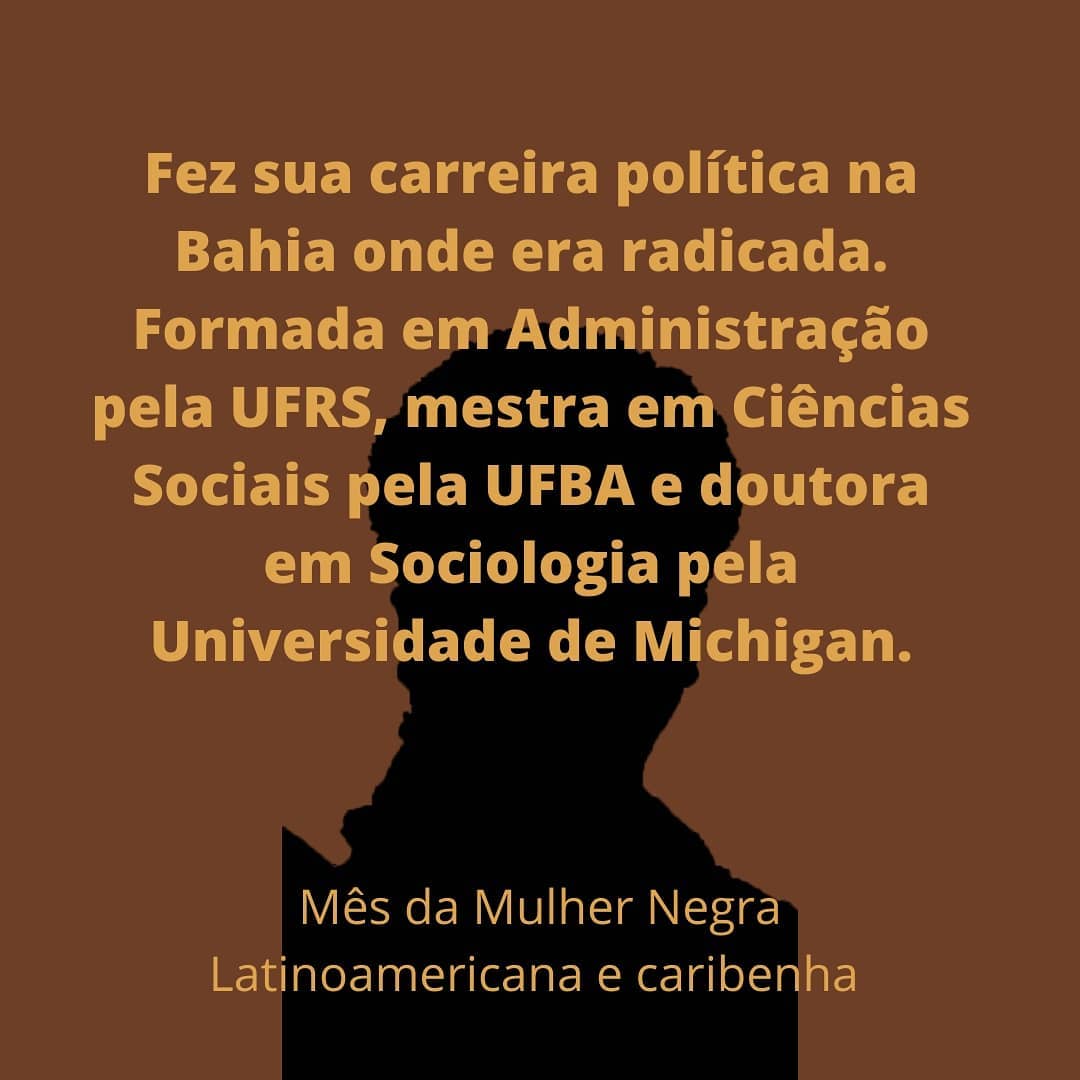 Fez sua carreira política na
Bahia onde era radicada.
Formada em Administração
pela UFRS, mestra em Ciências
Sociais pela UFBA e doutora
em Sociologia pela
Universidade de Michigan.
Mês da Mulher Negra
Latinoamericana e caribenha